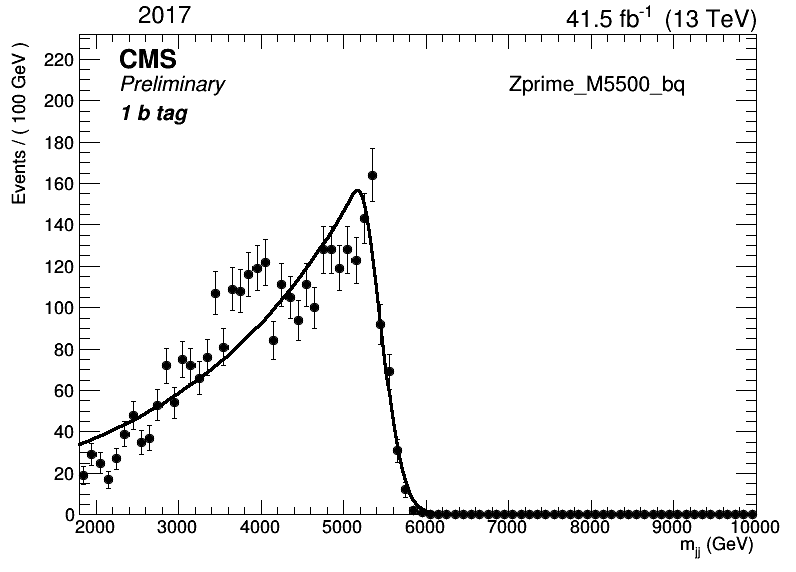 2017 41.5 fb⁻¹ (13 TeV)
CMS
Preliminary
1 b tag
Zprime_M5500_bq
Events / ( 100 GeV )
220
200
180
160
140
120
100
80
60
40
20
0
2000 3000 4000 5000 6000 7000 8000 9000 10000
m_jj (GeV)